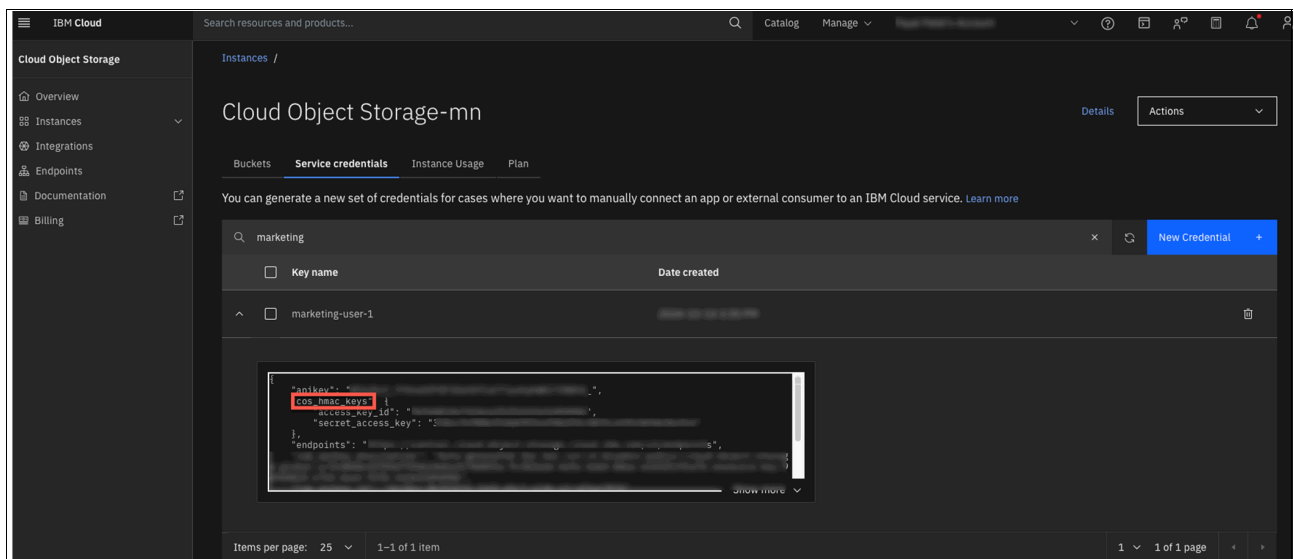 IBM Cloud
Search resources and products...
Catalog
Manage
Cloud Object Storage
Overview
Instances
Integrations
Endpoints
Documentation
Billing
Instances /
Cloud Object Storage-mn
Details
Actions
Buckets
Service credentials
Instance Usage
Plan
You can generate a new set of credentials for cases where you want to manually connect an app or external consumer to an IBM Cloud service. Learn more
marketing
New Credential +
Key name
Date created
marketing-user-1
{
"apikey": "
",
"cos_hmac_keys": {
"access_key_id": "
",
"secret_access_key": "
},
"endpoints": "
s",
Show more
Items per page: 25
1–1 of 1 item
1
1 of 1 page